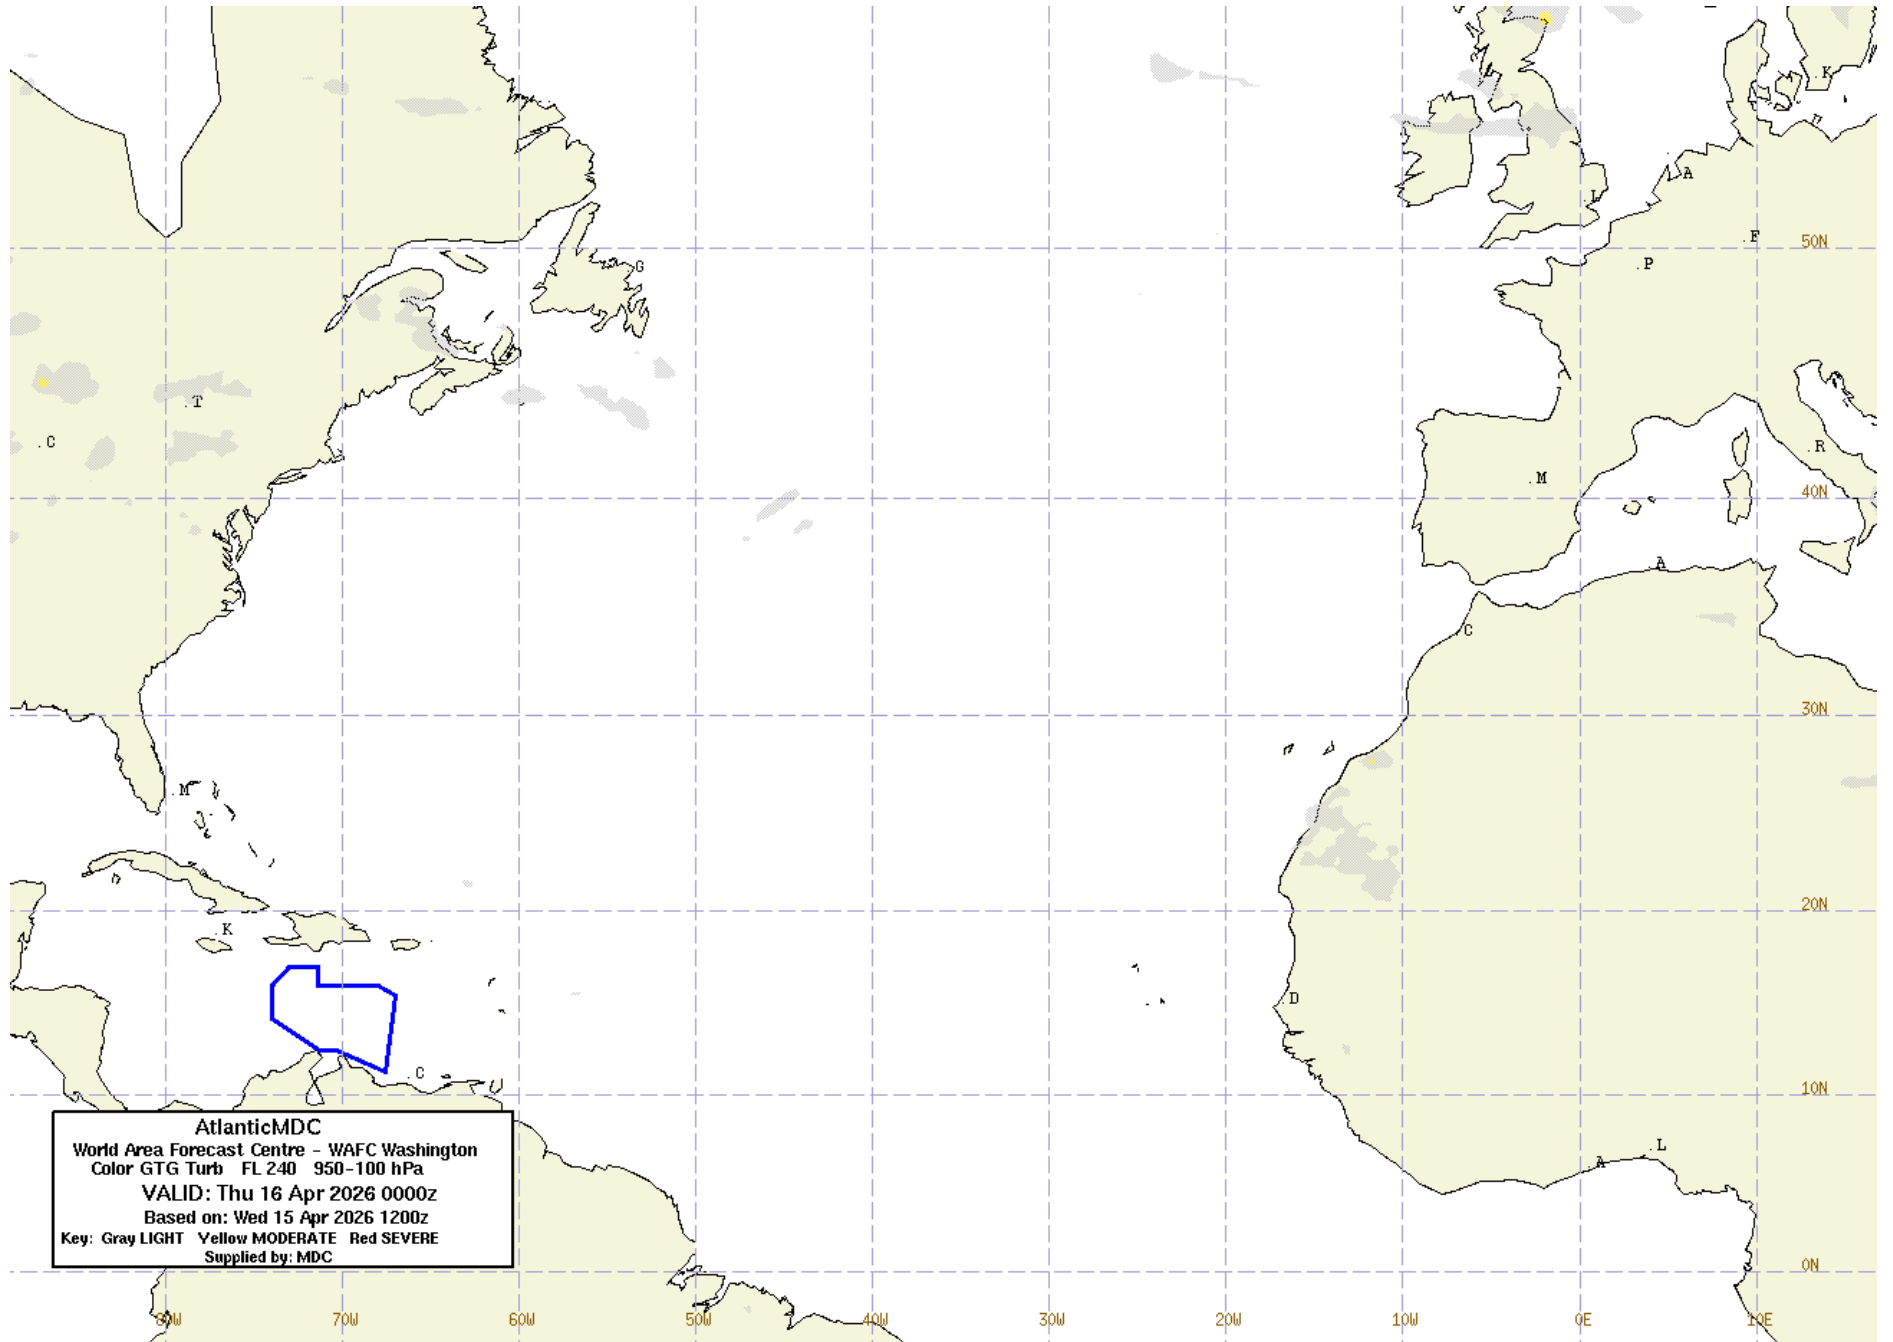 .K
.A
.L
.F
50N
.P
G
.T
.C
.R
.M
40N
.A
C
30N
.M
20N
.K
.D
.C
10N
.L
.A
AtlanticMDC
World Area Forecast Centre - WAFC Washington
Color GTG Turb FL 240 950-100 hPa
VALID: Thu 16 Apr 2026 0000z
Based on: Wed 15 Apr 2026 1200z
Key: Gray LIGHT Yellow MODERATE Red SEVERE
Supplied by: MDC
0N
80W 70W 60W 50W 40W 30W 20W 10W 0E 10E